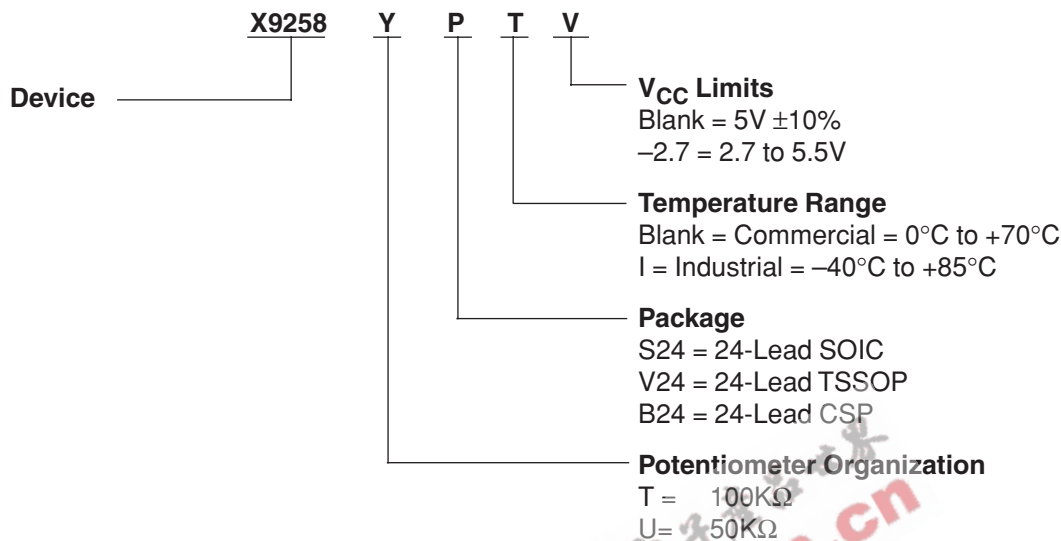 X9258 Y P T V
Device
VCC Limits
Blank = 5V ±10%
–2.7 = 2.7 to 5.5V
Temperature Range
Blank = Commercial = 0°C to +70°C
I = Industrial = –40°C to +85°C
Package
S24 = 24-Lead SOIC
V24 = 24-Lead TSSOP
B24 = 24-Lead CSP
Potentiometer Organization
T = 100KΩ
U= 50KΩ
.cn